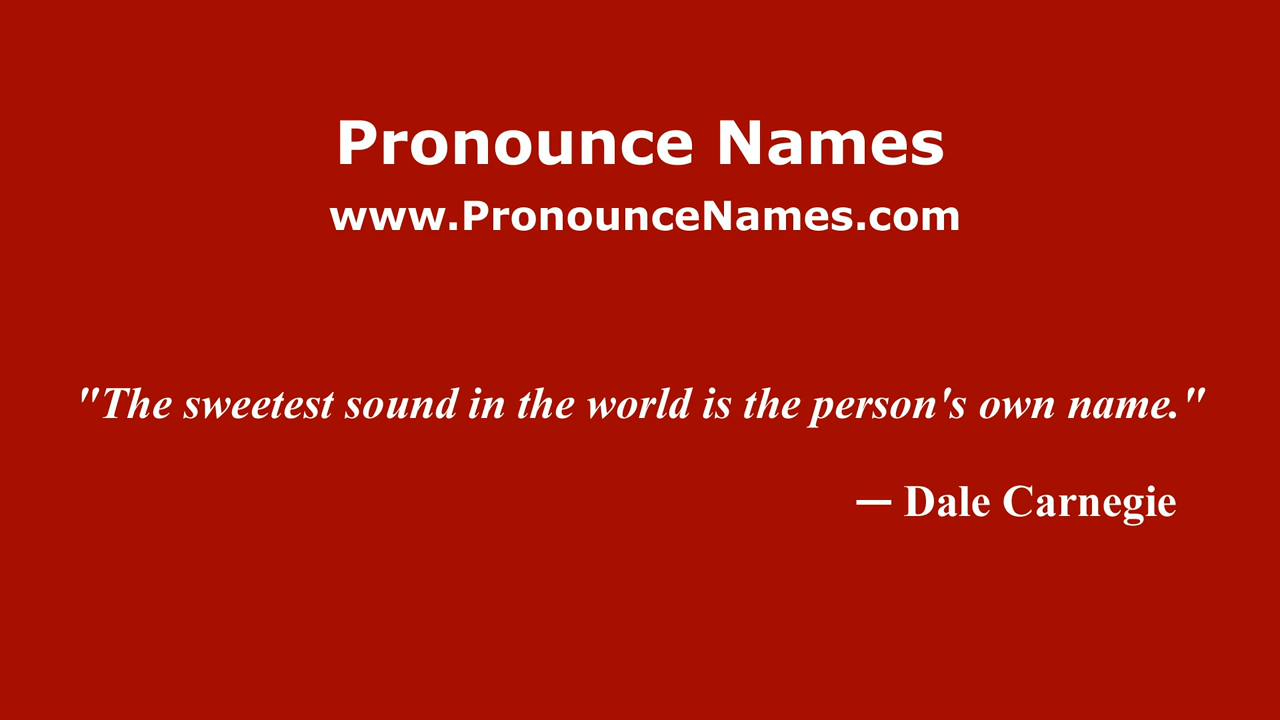 Pronounce Names
www.PronounceNames.com
"The sweetest sound in the world is the person's own name."
— Dale Carnegie